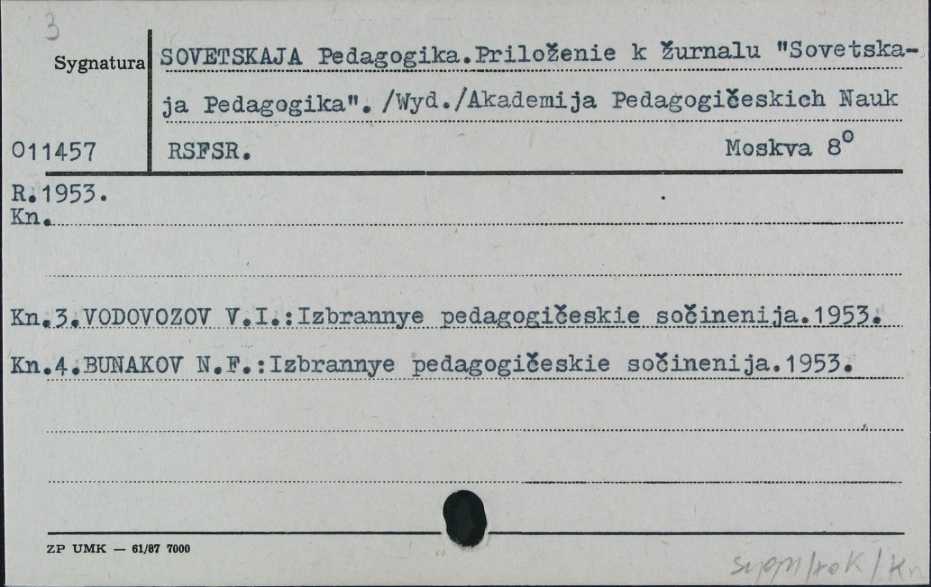 3
Sygnatura
SOVETSKAJA Pedagogika.Priloženie k žurnalu "Sovetska-
ja Pedagogika". /Wyd./Akademija Pedagogičeskich Nauk
011457 RSFSR. Moskva 8⁰
R.1953.
Kn.
Kn.3.VODOVOZOV V.I.:Izbrannye pedagogičeskie sočinenija.1953.
Kn.4.BUNAKOV N.F.:Izbrannye pedagogičeskie sočinenija.1953.
ZP UMK — 61/87 7000